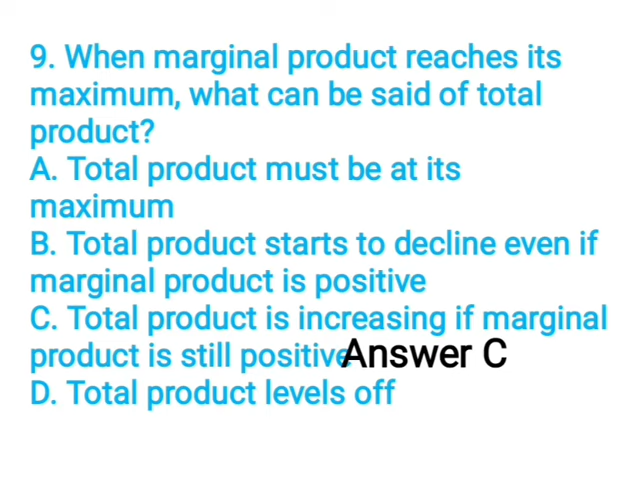 9. When marginal product reaches its
maximum, what can be said of total
product?
A. Total product must be at its
maximum
B. Total product starts to decline even if
marginal product is positive
C. Total product is increasing if marginal
product is still positive Answer C
D. Total product levels off